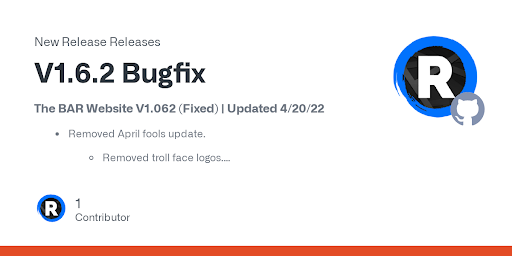 New Release Releases
V1.6.2 Bugfix
The BAR Website V1.062 (Fixed) | Updated 4/20/22
• Removed April fools update.
◦ Removed troll face logos....
R
1
Contributor
R